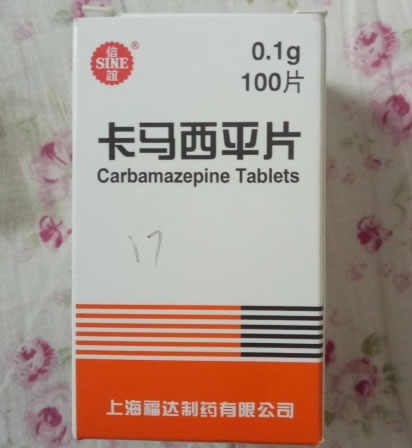 信
SINE
誼
®
0.1g
100片
卡马西平片
Carbamazepine Tablets
17
上海福达制药有限公司